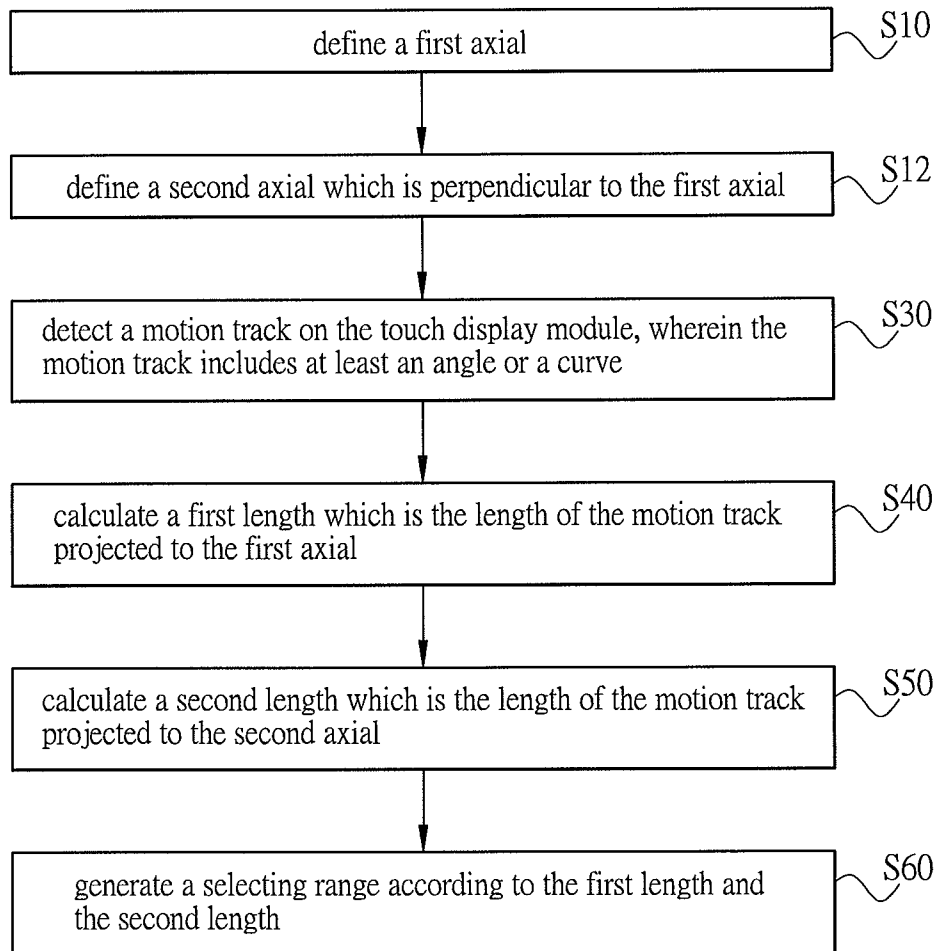 define a first axial
S10
define a second axial which is perpendicular to the first axial
S12
detect a motion track on the touch display module, wherein the
motion track includes at least an angle or a curve
S30
calculate a first length which is the length of the motion track
projected to the first axial
S40
calculate a second length which is the length of the motion track
projected to the second axial
S50
generate a selecting range according to the first length and
the second length
S60